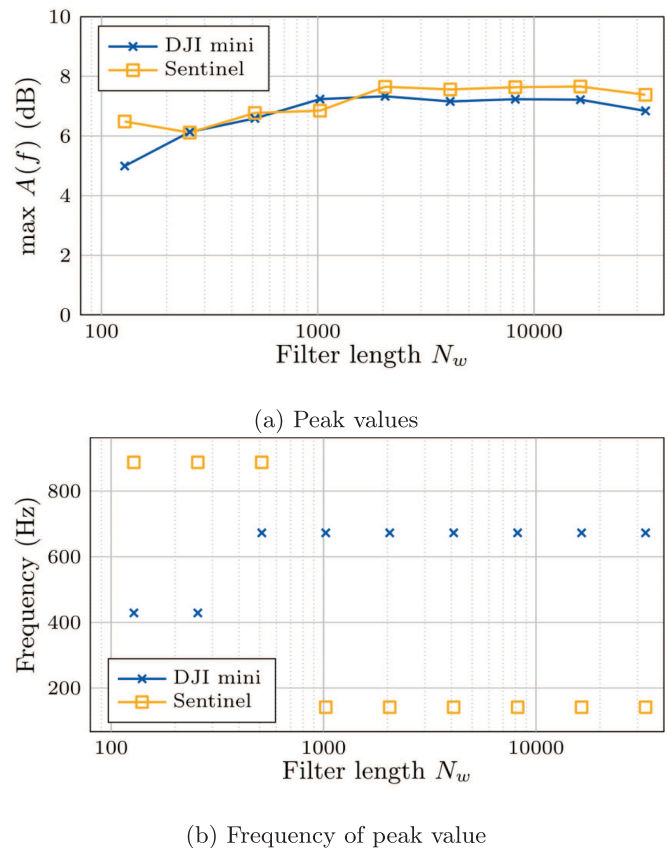 10
8
6
4
2
0
max A(f) (dB)
DJI mini
Sentinel
100 1000 10000
Filter length N_w
(a) Peak values
800
600
400
200
Frequency (Hz)
DJI mini
Sentinel
100 1000 10000
Filter length N_w
(b) Frequency of peak value